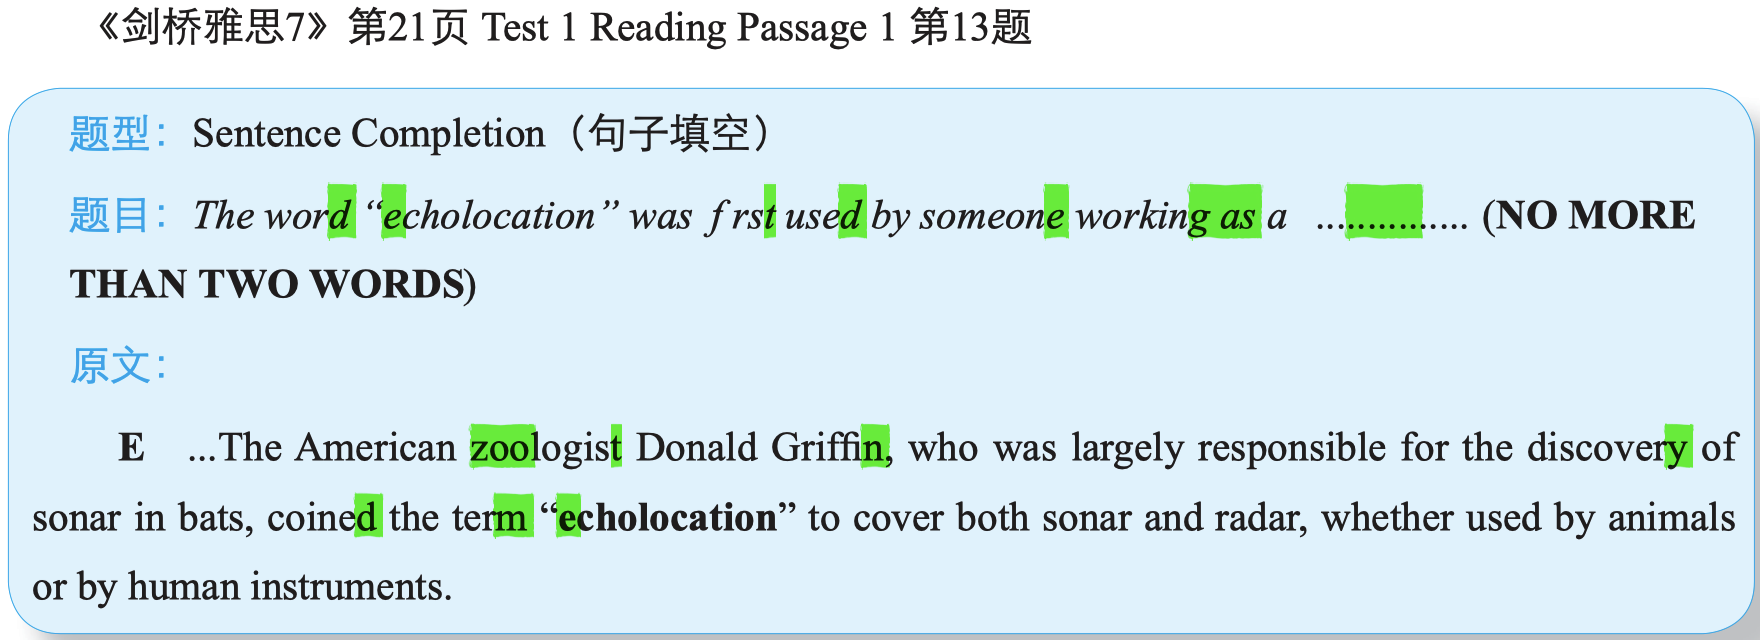 《剑桥雅思7》第21页 Test 1 Reading Passage 1 第13题
题型： Sentence Completion（句子填空）
题目： The word “echolocation” was f rst used by someone working as a ............... (NO MORE
THAN TWO WORDS)
原文：
E ...The American zoologist Donald Griffin, who was largely responsible for the discovery of
sonar in bats, coined the term “echolocation” to cover both sonar and radar, whether used by animals
or by human instruments.